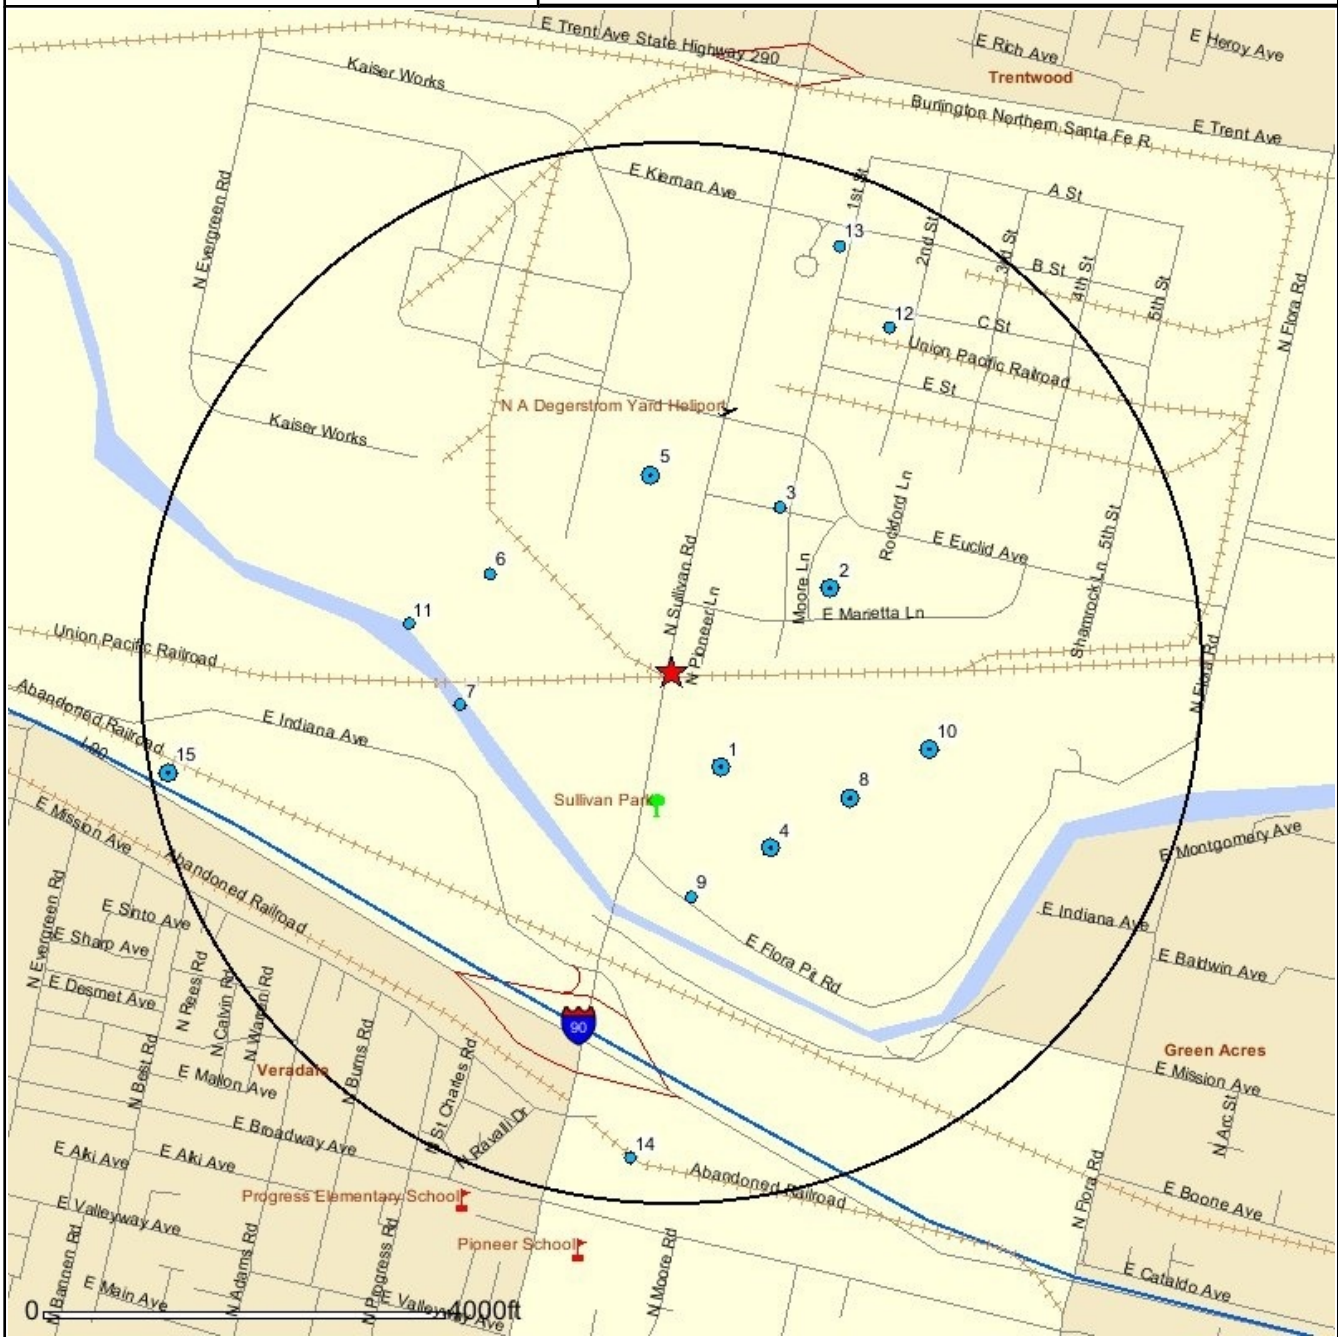 E Trent Ave State Highway 290
E Rich Ave
E Heroy Ave
Trentwood
Kaiser Works
Burlington Northern Santa Fe R
E Trent Ave
E Kiernan Ave
1st St
A St
N Evergreen Rd
13
2nd St
3rd St
B St
4th St
5th St
N Flora Rd
12
C St
Union Pacific Railroad
E St
N A Degerstrom Yard Heliport
Kaiser Works
5
3
Rockford Ln
5th St
E Euclid Ave
6
N Sullivan Rd
Moore Ln
2
11
N Pioneer Ln
E Marietta Ln
Shamrock Ln
Union Pacific Railroad
N Flora Rd
Abandoned Railroad
7
E Indiana Ave
I-90
15
1
10
8
Sullivan Park
E Mission Ave
4
E Montgomery Ave
Abandoned Railroad
9
N Evergreen Rd
E Sinto Ave
E Indiana Ave
E Sharp Ave
E Flora Pit Rd
E Baldwin Ave
E Desmet Ave
N Rees Rd
N Calvin Rd
N Warren Rd
90
N Best Rd
N Burns Rd
Veradale
Green Acres
E Mallon Ave
N St Charles Rd
E Mission Ave
E Broadway Ave
N Ravalli Dr
N Arc St
E Alki Ave
E Alki Ave
14
Abandoned Railroad
N Flora Rd
E Boone Ave
Progress Elementary School
E Valleyway Ave
Pioneer School
N Bannen Rd
N Adams Rd
N Progress Rd
N Moore Rd
E Main Ave
E Cataldo Ave
E Valleyway Ave
0
4000ft